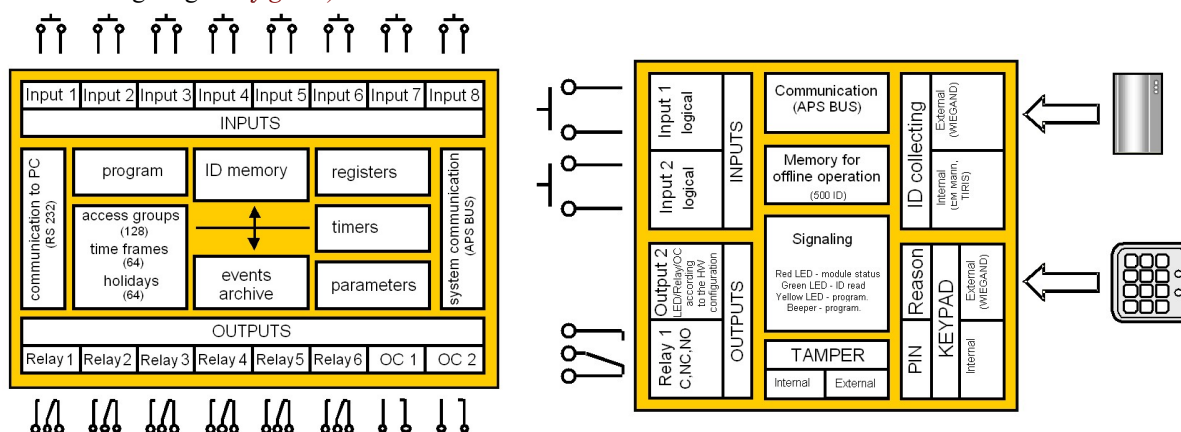 Input 1 Input 2 Input 3 Input 4 Input 5 Input 6 Input 7 Input 8
INPUTS
communication to PC
(RS 232)
program
ID memory
registers
access groups
(128)
time frames
(64)
holidays
(64)
timers
events
archive
parameters
system communication
(APS BUS)
OUTPUTS
Relay 1 Relay 2 Relay 3 Relay 4 Relay 5 Relay 6 OC 1 OC 2
Input 1
logical
Input 2
logical
INPUTS
Communication
(APS BUS)
Memory for
offline operation
(500 ID)
ID collecting
External
(WIEGAND)
Internal
(EM Marin,
TIRIS)
Output 2
LED/Relay/OC
according
to the HW
configuration
Relay 1
C,NC,NO
OUTPUTS
Signaling
Red LED - module status
Green LED - ID read
Yellow LED - program.
Beeper - program.
TAMPER
Internal External
Reason
PIN
KEYPAD
External
(WIEGAND)
Internal